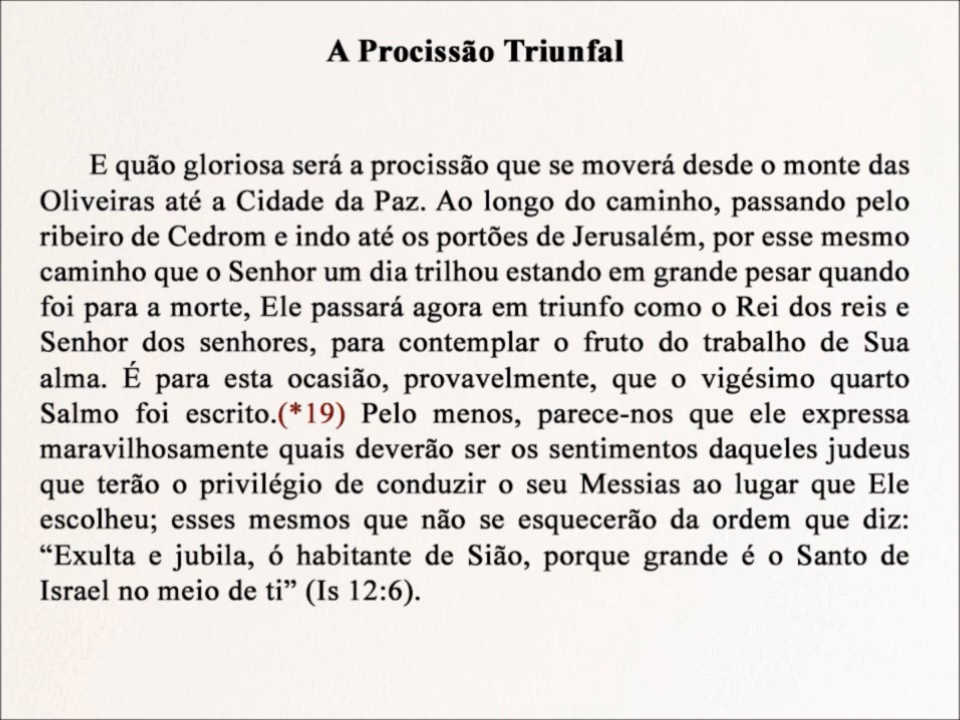 A Procissão Triunfal
E quão gloriosa será a procissão que se moverá desde o monte das
Oliveiras até a Cidade da Paz. Ao longo do caminho, passando pelo
ribeiro de Cedrom e indo até os portões de Jerusalém, por esse mesmo
caminho que o Senhor um dia trilhou estando em grande pesar quando
foi para a morte, Ele passará agora em triunfo como o Rei dos reis e
Senhor dos senhores, para contemplar o fruto do trabalho de Sua
alma. É para esta ocasião, provavelmente, que o vigésimo quarto
Salmo foi escrito.(*19) Pelo menos, parece-nos que ele expressa
maravilhosamente quais deverão ser os sentimentos daqueles judeus
que terão o privilégio de conduzir o seu Messias ao lugar que Ele
escolheu; esses mesmos que não se esquecerão da ordem que diz:
“Exulta e jubila, ó habitante de Sião, porque grande é o Santo de
Israel no meio de ti” (Is 12:6).